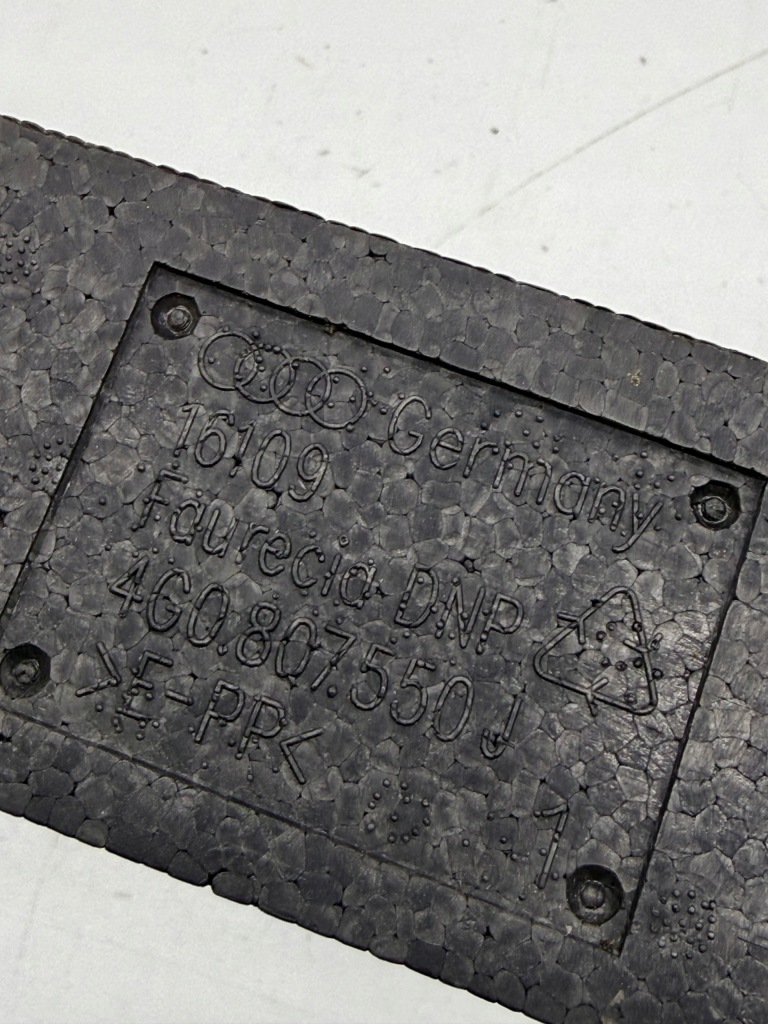 Germany
16109
Faurecia DNP
4G0.807.550 J
>E-PP<
1